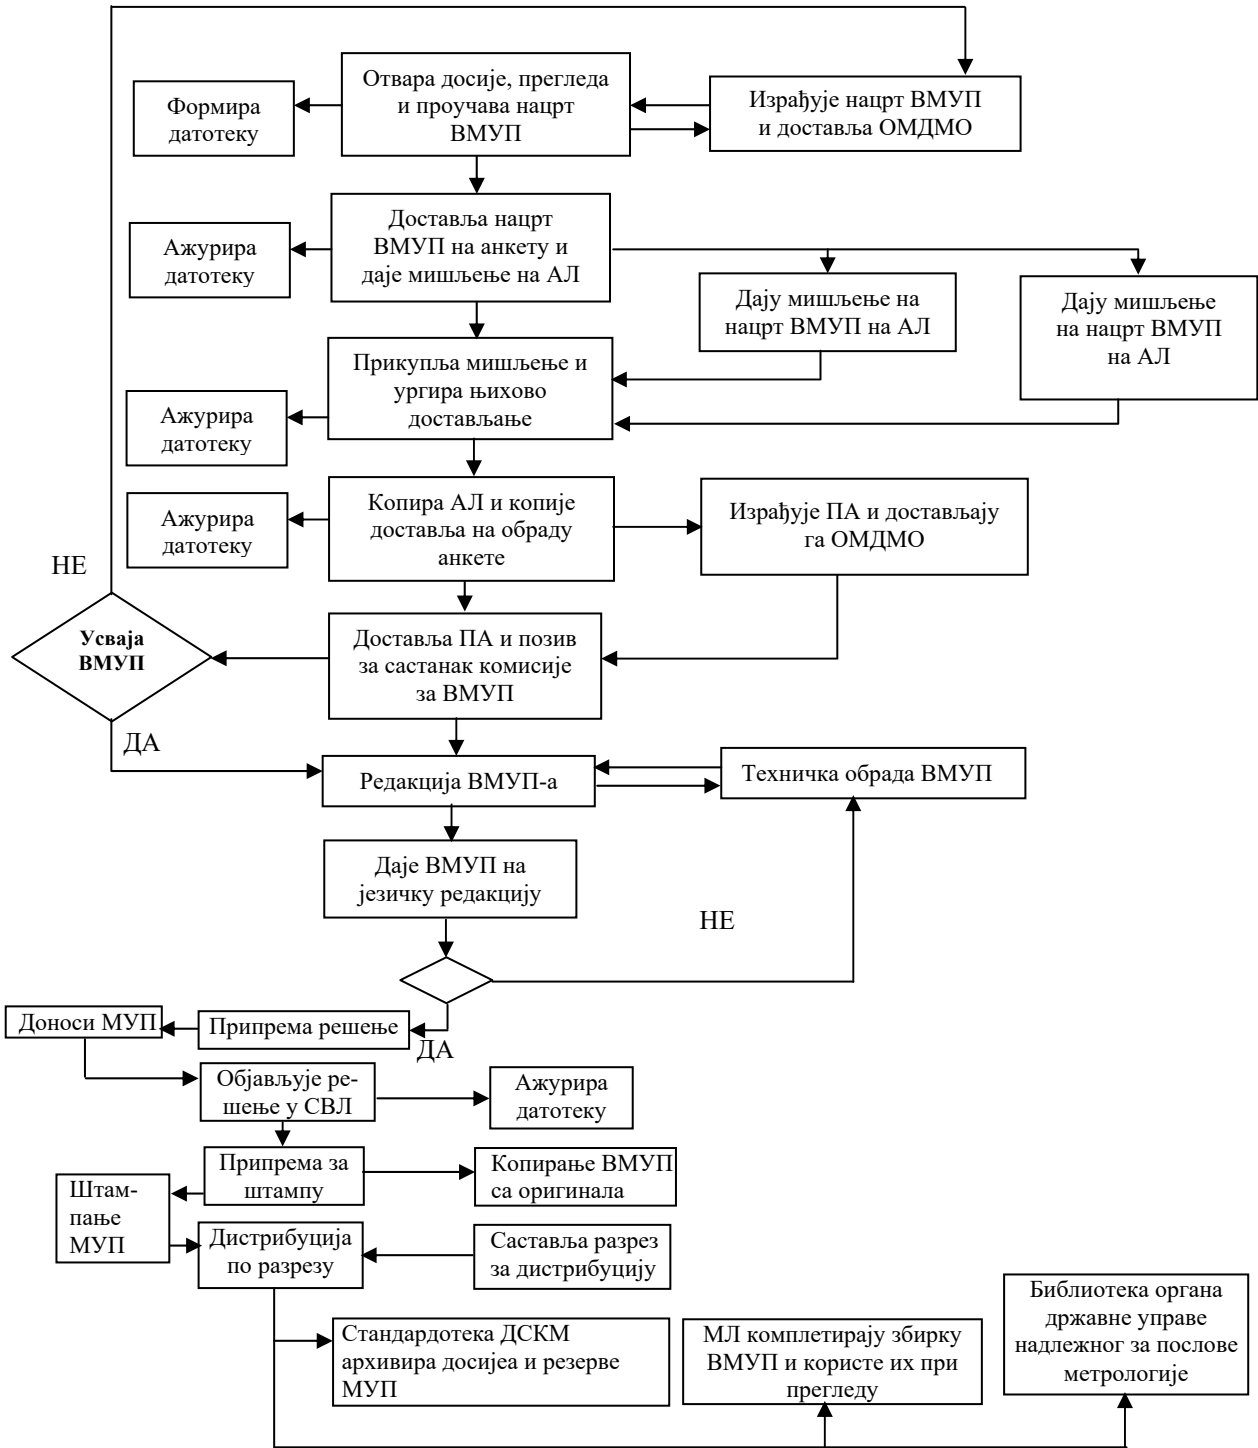 Формира
датотеку
Отвара досије, прегледа
и проучава нацрт
ВМУП
Израђује нацрт ВМУП
и доставља ОМДМО
Ажурира
датотеку
Доставља нацрт
ВМУП на анкету и
даје мишљење на АЛ
Дају мишљење на
нацрт ВМУП на АЛ
Дају мишљење
на нацрт ВМУП
на АЛ
Прикупља мишљење и
ургира њихово
достављање
Ажурира
датотеку
Ажурира
датотеку
Копира АЛ и копије
доставља на обраду
анкете
Израђује ПА и достављају
га ОМДМО
НЕ
Усваја
ВМУП
Доставља ПА и позив
за састанак комисије
за ВМУП
ДА
Редакција ВМУП-а
Техничка обрада ВМУП
Даје ВМУП на
језичку редакцију
НЕ
Доноси МУП
Припрема решење
ДА
Објављује ре-
шење у СВЛ
Ажурира
датотеку
Припрема за
штампу
Копирање ВМУП
са оригинала
Штам-
пање
МУП
Дистрибуција
по разрезу
Саставља разрез
за дистрибуцију
Стандардотека ДСКМ
архивира досијеа и резерве
МУП
МЛ комплетирају збирку
ВМУП и користе их при
прегледу
Библиотека органа
државне управе
надлежног за послове
метрологије